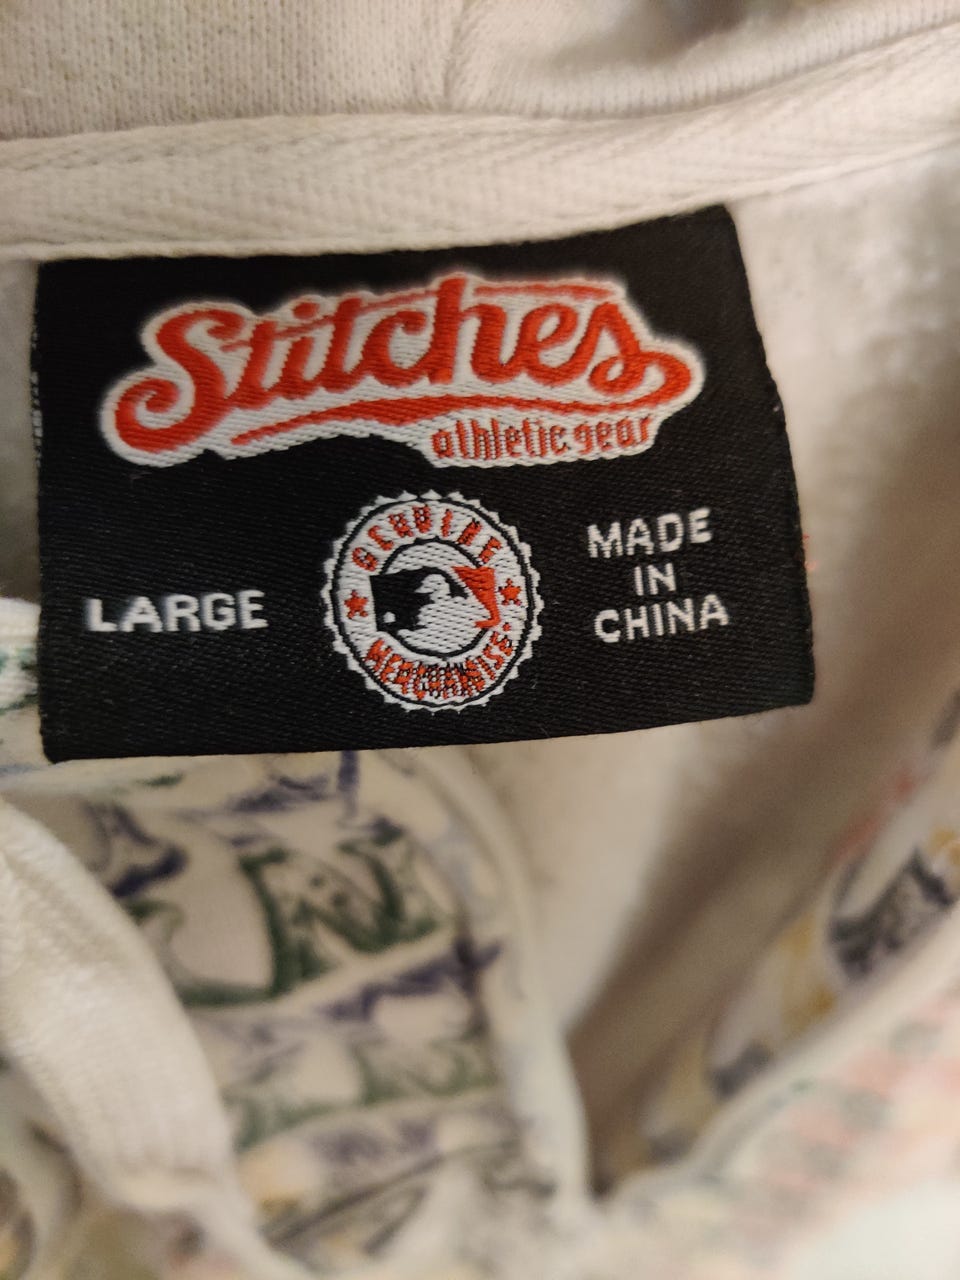 Stitches
athletic gear
LARGE
GENUINE
MERCHANDISE
MADE
IN
CHINA